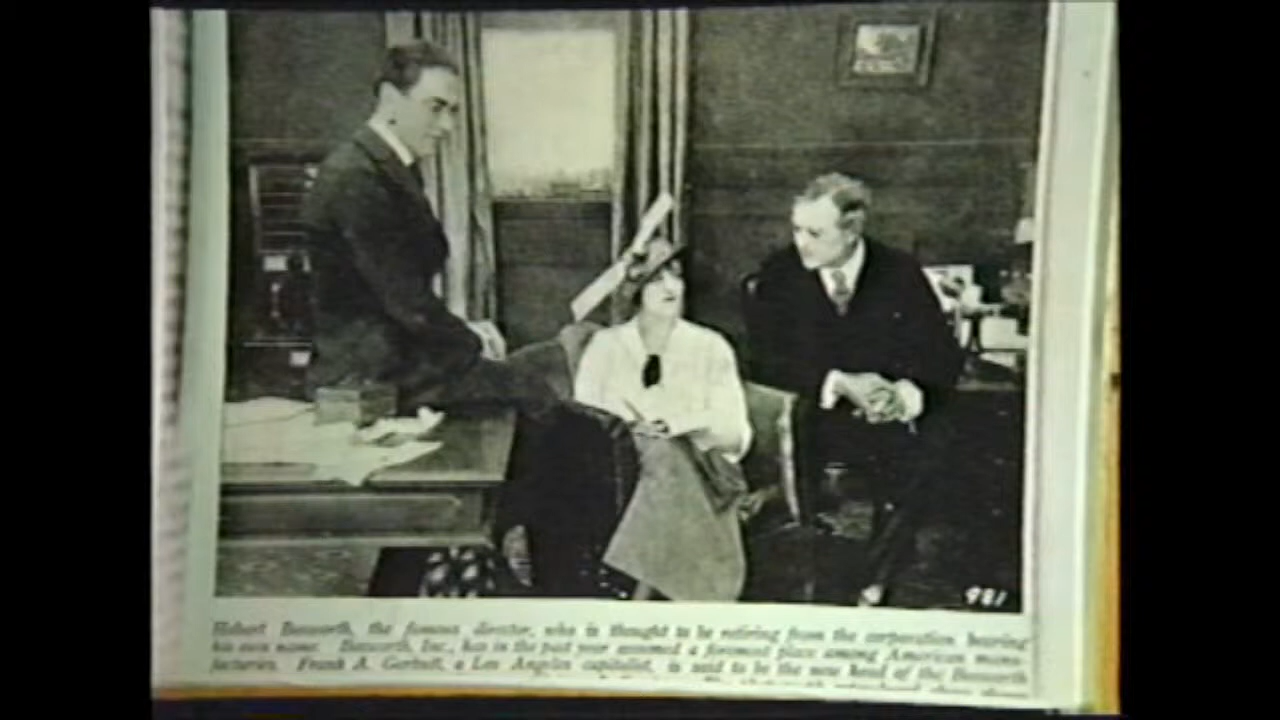 981
Hobart Bosworth, the famous director, who is thought to be retiring from the corporation bearing
his own name. Bosworth, Inc., has in the past year assumed a foremost place among American manu-
facturies. Frank A. Garbutt, a Los Angeles capitalist, is said to be the new head of the Bosworth